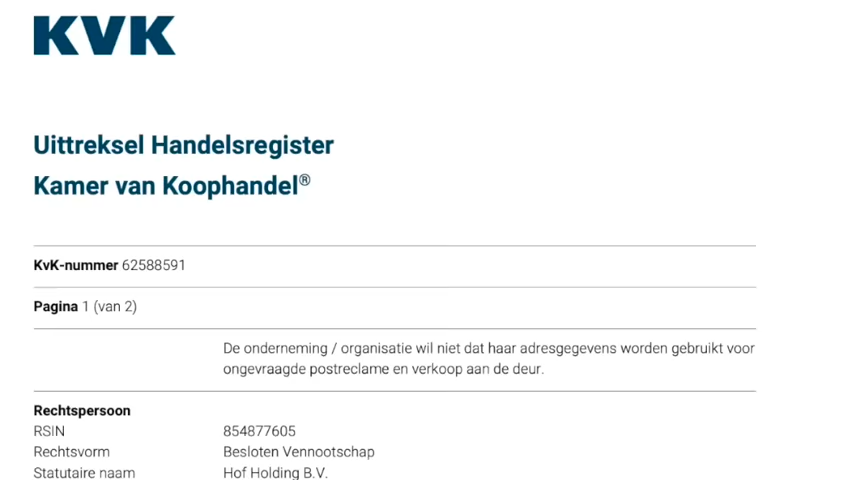 KVK
Uittreksel Handelsregister
Kamer van Koophandel®
KvK-nummer 62588591
Pagina 1 (van 2)
De onderneming / organisatie wil niet dat haar adresgegevens worden gebruikt voor
ongevraagde postreclame en verkoop aan de deur.
Rechtspersoon
RSIN 854877605
Rechtsvorm Besloten Vennootschap
Statutaire naam Hof Holding B.V.